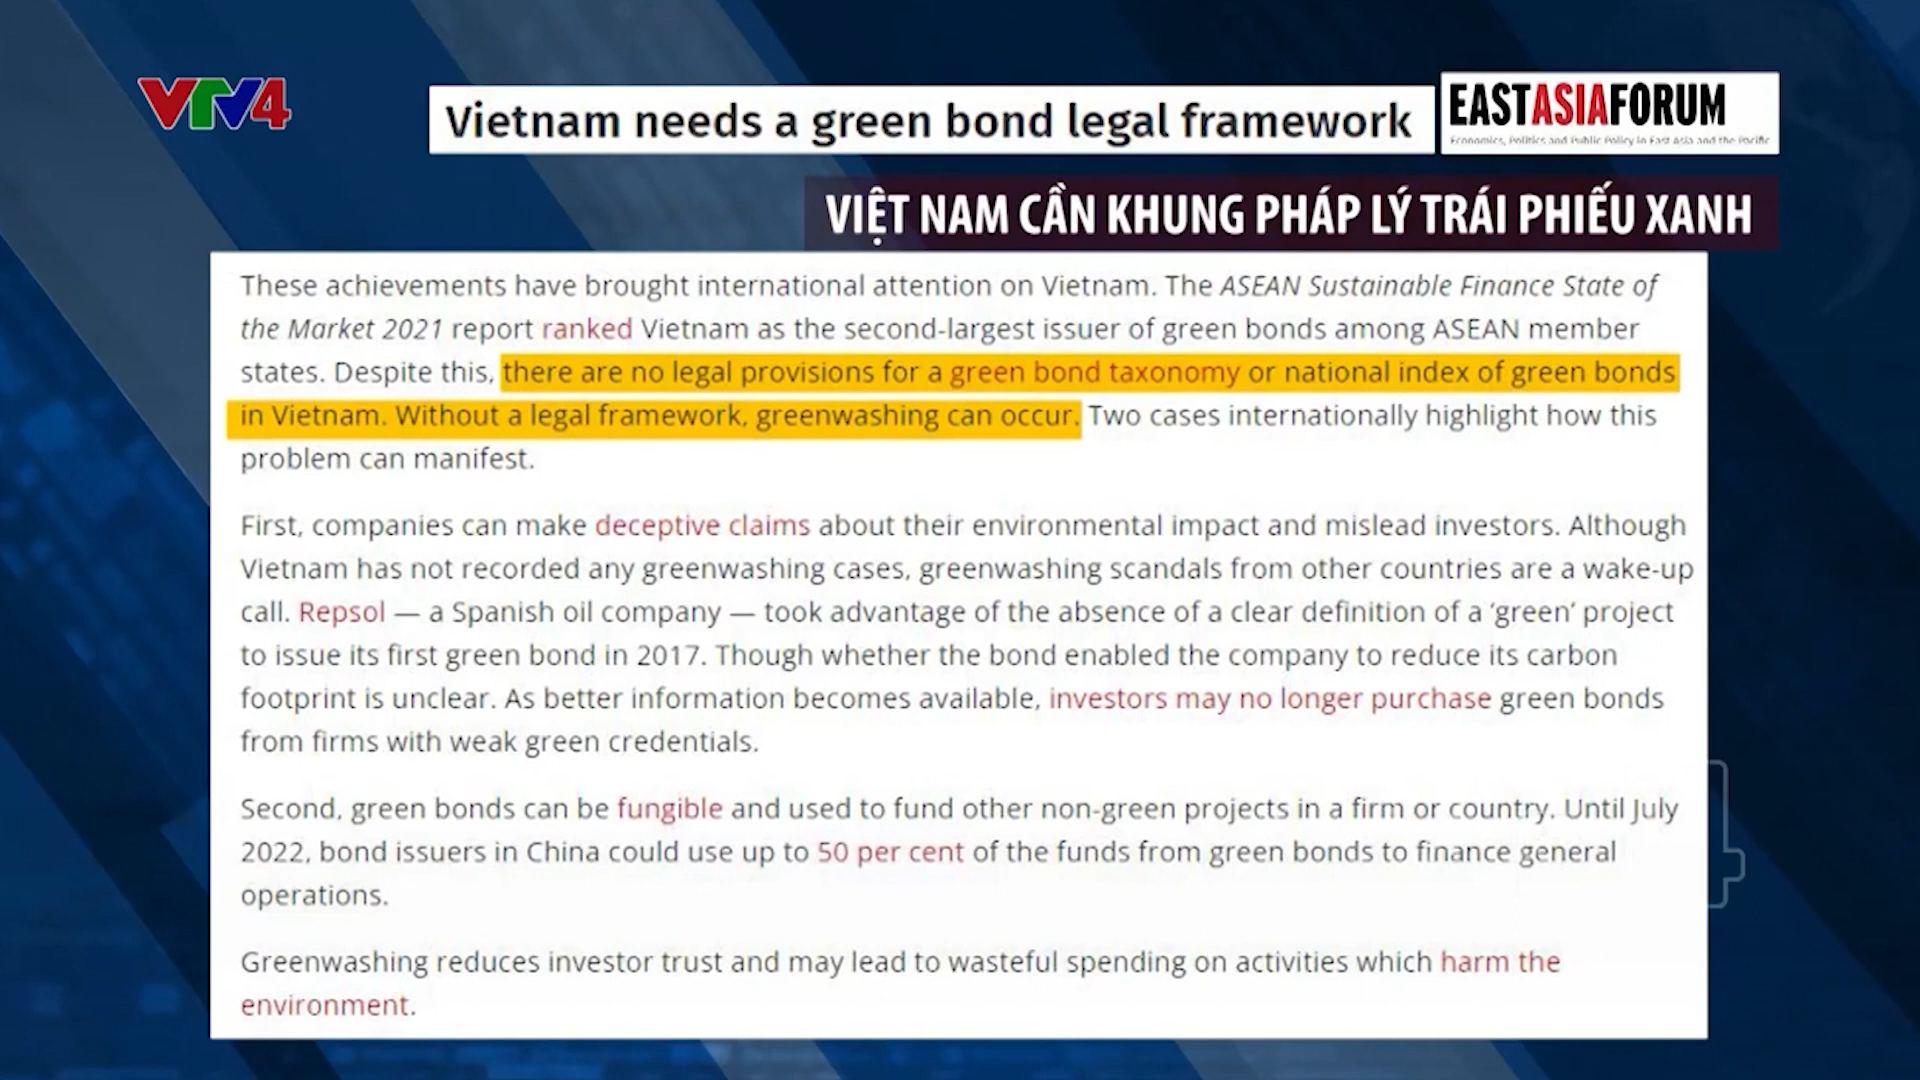 VTV4
Vietnam needs a green bond legal framework
EASTASIAFORUM
Economics, Politics and Public Policy in East Asia and the Pacific
VIỆT NAM CẦN KHUNG PHÁP LÝ TRÁI PHIẾU XANH
These achievements have brought international attention on Vietnam. The ASEAN Sustainable Finance State of
the Market 2021 report ranked Vietnam as the second-largest issuer of green bonds among ASEAN member
states. Despite this, there are no legal provisions for a green bond taxonomy or national index of green bonds
in Vietnam. Without a legal framework, greenwashing can occur. Two cases internationally highlight how this
problem can manifest.
First, companies can make deceptive claims about their environmental impact and mislead investors. Although
Vietnam has not recorded any greenwashing cases, greenwashing scandals from other countries are a wake-up
call. Repsol — a Spanish oil company — took advantage of the absence of a clear definition of a ‘green’ project
to issue its first green bond in 2017. Though whether the bond enabled the company to reduce its carbon
footprint is unclear. As better information becomes available, investors may no longer purchase green bonds
from firms with weak green credentials.
Second, green bonds can be fungible and used to fund other non-green projects in a firm or country. Until July
2022, bond issuers in China could use up to 50 per cent of the funds from green bonds to finance general
operations.
Greenwashing reduces investor trust and may lead to wasteful spending on activities which harm the
environment.